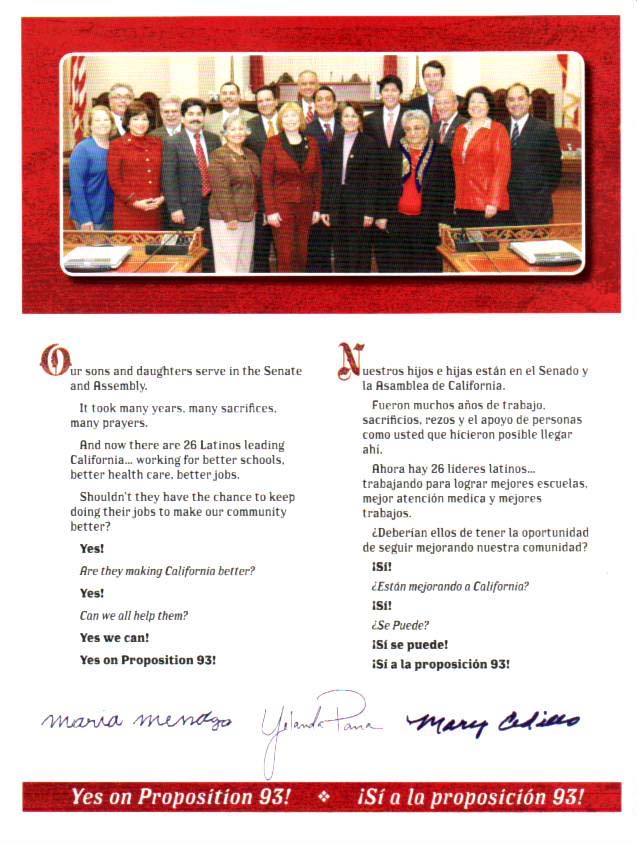 Our sons and daughters serve in the Senate
and Assembly.
It took many years, many sacrifices,
many prayers.
And now there are 26 Latinos leading
California... working for better schools,
better health care, better jobs.
Shouldn't they have the chance to keep
doing their jobs to make our community
better?
Yes!
Are they making California better?
Yes!
Can we all help them?
Yes we can!
Yes on Proposition 93!
Nuestros hijos e hijas están en el Senado y
la Asamblea de California.
Fueron muchos años de trabajo,
sacrificios, rezos y el apoyo de personas
como usted que hicieron posible llegar
ahí.
Ahora hay 26 líderes latinos...
trabajando para lograr mejores escuelas,
mejor atención medica y mejores
trabajos.
¿Deberían ellos de tener la oportunidad
de seguir mejorando nuestra comunidad?
¡Sí!
¿Están mejorando a California?
¡Sí!
¿Se Puede?
¡Sí se puede!
¡Sí a la proposición 93!
Maria Mendoza Yolanda Parra Mary Cedillo
Yes on Proposition 93! ❖ ¡Sí a la proposición 93!